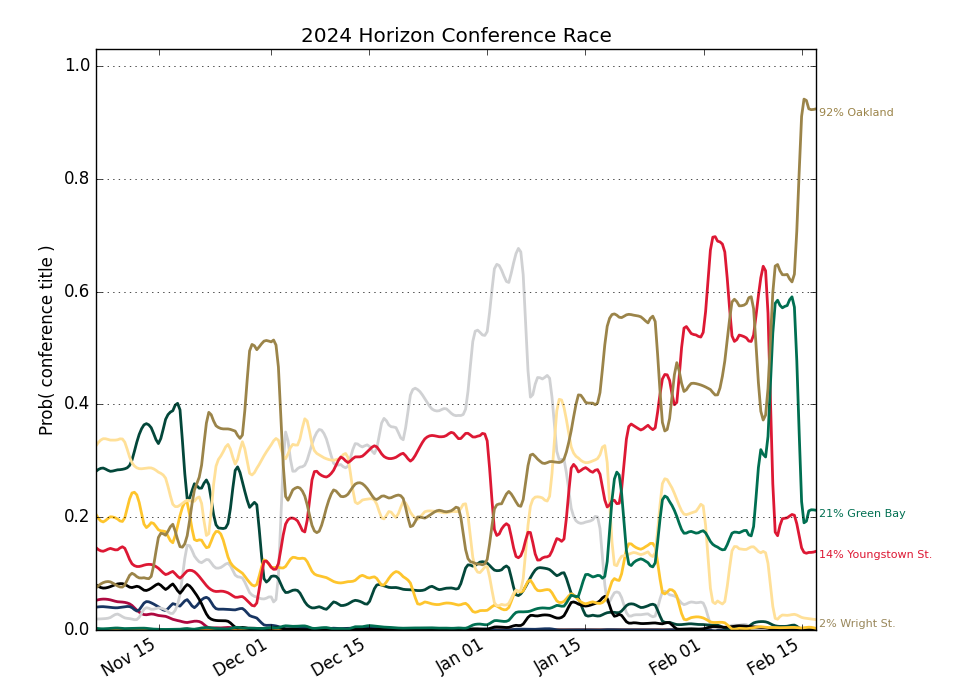 2024 Horizon Conference Race
Prob( conference title )
1.0
0.8
0.6
0.4
0.2
0.0
92% Oakland
21% Green Bay
14% Youngstown St.
2% Wright St.
Nov 15
Dec 01
Dec 15
Jan 01
Jan 15
Feb 01
Feb 15